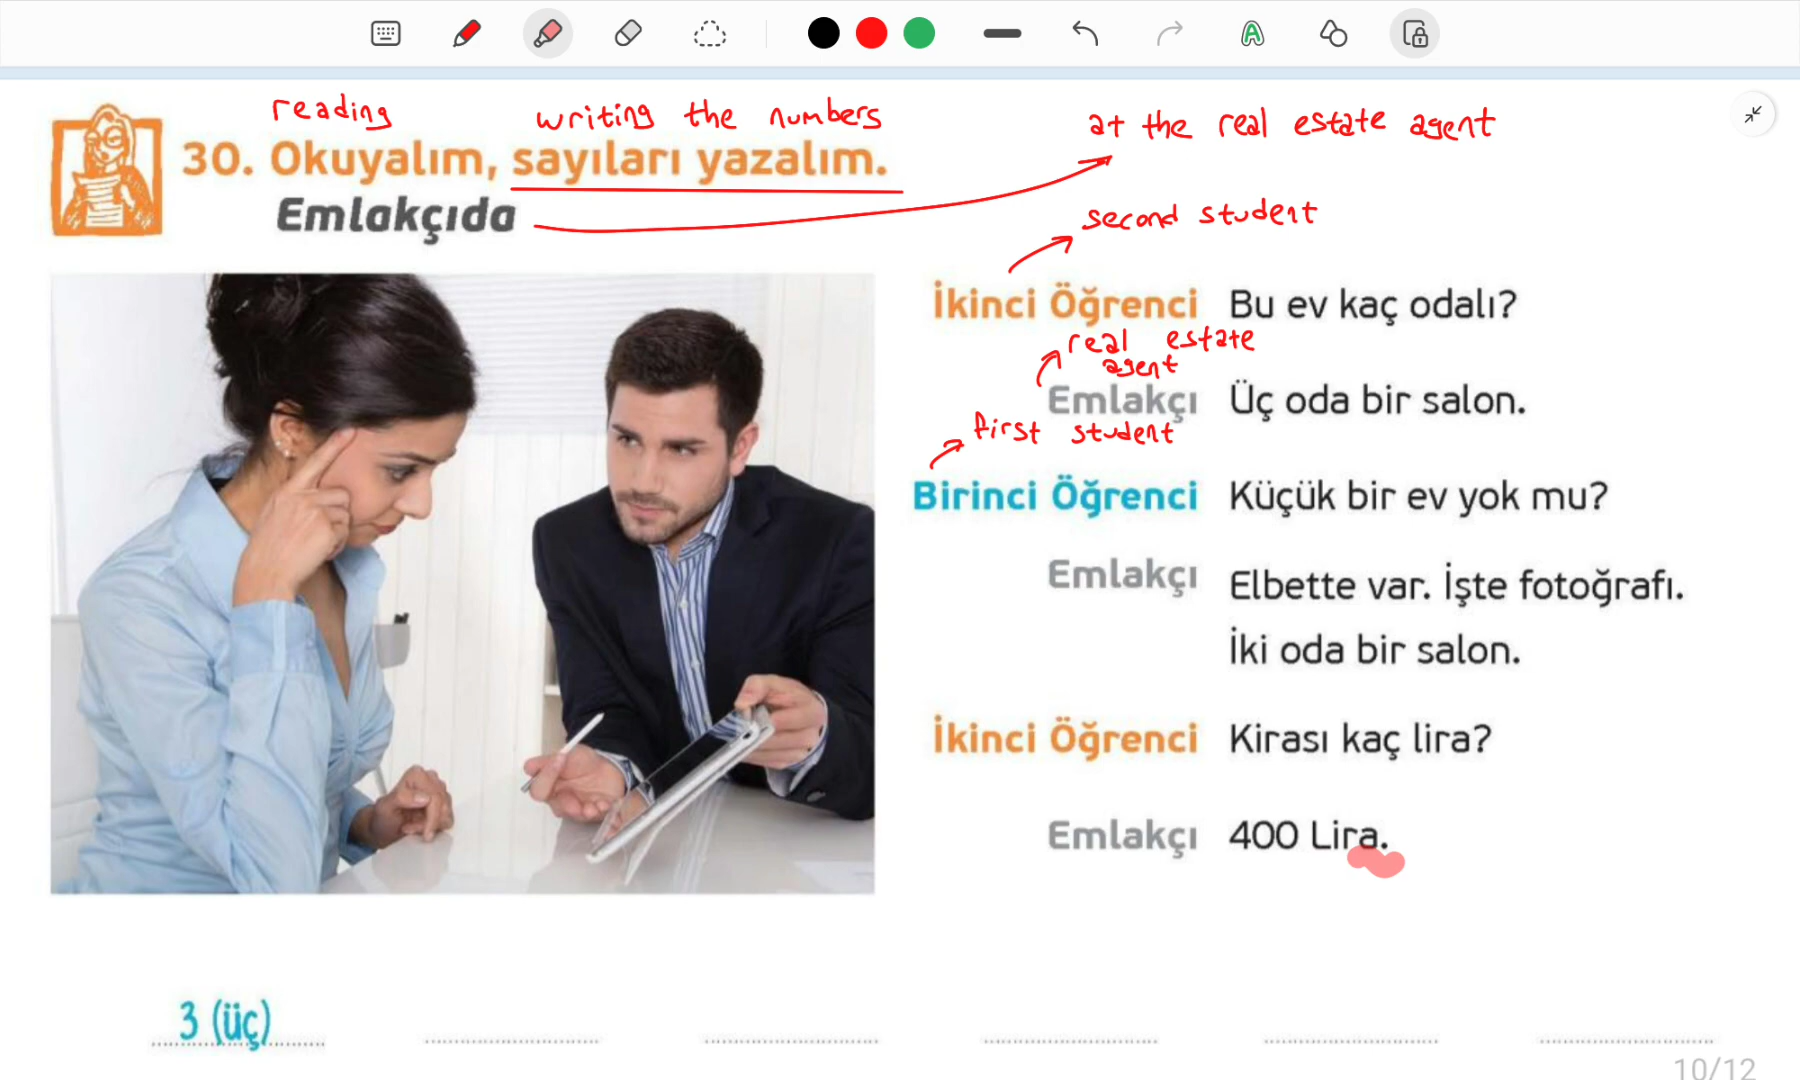 reading writing the numbers at the real estate agent
30. Okuyalım, sayıları yazalım.
Emlakçıda
second student
İkinci Öğrenci Bu ev kaç odalı?
real estate
agent
Emlakçı Üç oda bir salon.
first student
Birinci Öğrenci Küçük bir ev yok mu?
Emlakçı Elbette var. İşte fotoğrafı.
İki oda bir salon.
İkinci Öğrenci Kirası kaç lira?
Emlakçı 400 Lira.
3 (üç)
10/12